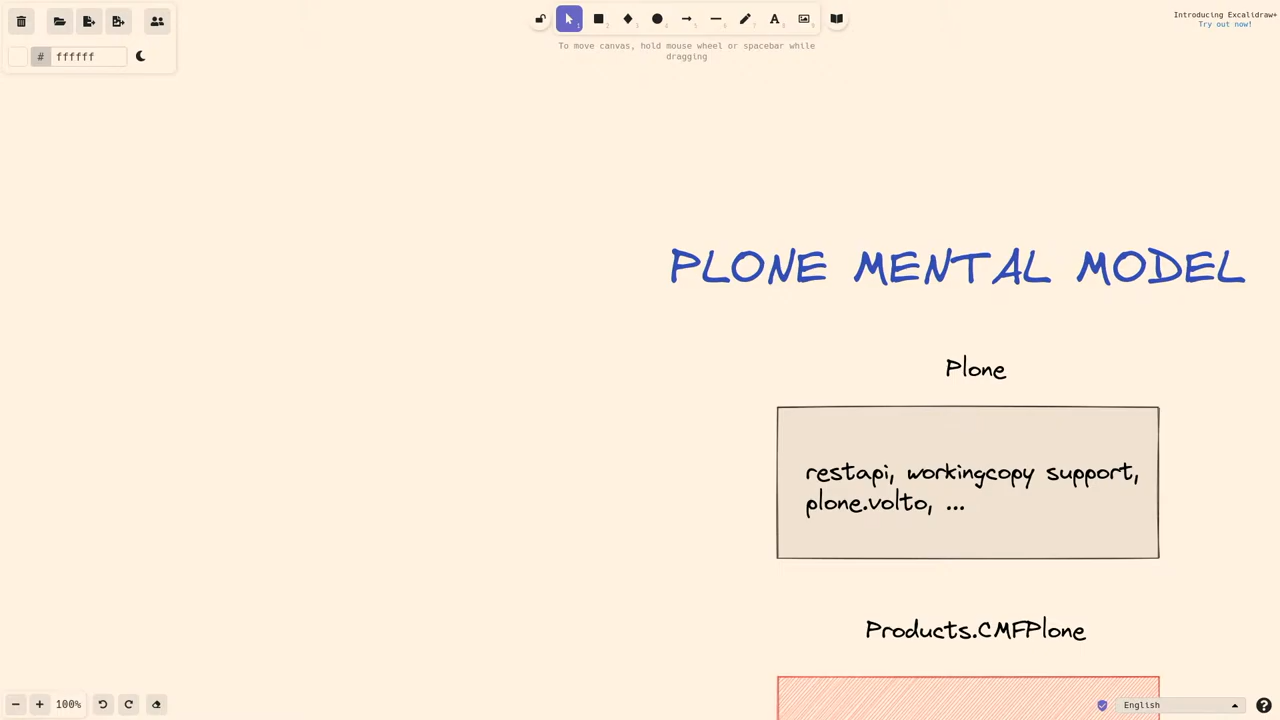 # ffffff
To move canvas, hold mouse wheel or spacebar while
dragging
Introducing Excalidraw+
Try out now!
PLONE MENTAL MODEL
Plone
restapi, workingcopy support,
plone.volto, ...
Products.CMFPlone
100%
English